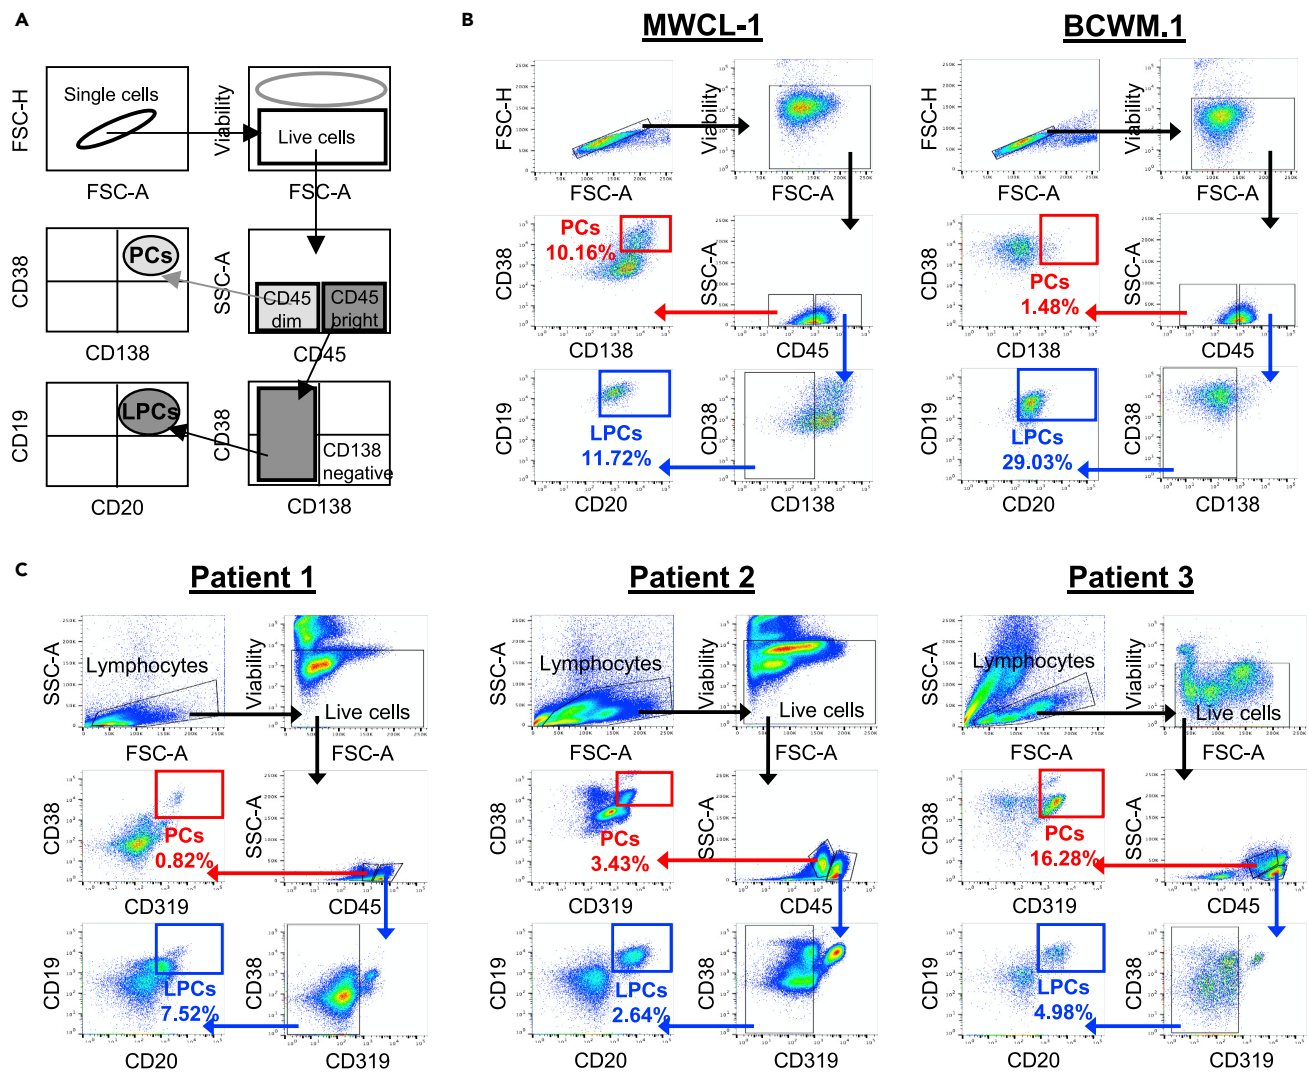 A
FSC-H
Single cells
FSC-A
Viability
Live cells
FSC-A
CD38
PCs
CD138
SSC-A
CD45
dim
CD45
bright
CD45
CD19
LPCs
CD20
CD38
CD138
negative
CD138
B
MWCL-1
FSC-H
FSC-A
Viability
FSC-A
CD38
PCs
10.16%
CD138
SSC-A
CD45
CD19
LPCs
11.72%
CD20
CD38
CD138
BCWM.1
FSC-H
FSC-A
Viability
FSC-A
CD38
PCs
1.48%
CD138
SSC-A
CD45
CD19
LPCs
29.03%
CD20
CD38
CD138
C
Patient 1
SSC-A
Lymphocytes
FSC-A
Viability
Live cells
FSC-A
CD38
PCs
0.82%
CD319
SSC-A
CD45
CD19
LPCs
7.52%
CD20
CD38
CD319
Patient 2
SSC-A
Lymphocytes
FSC-A
Viability
Live cells
FSC-A
CD38
PCs
3.43%
CD319
SSC-A
CD45
CD19
LPCs
2.64%
CD20
CD38
CD319
Patient 3
SSC-A
Lymphocytes
FSC-A
Viability
Live cells
FSC-A
CD38
PCs
16.28%
CD319
SSC-A
CD45
CD19
LPCs
4.98%
CD20
CD38
CD319